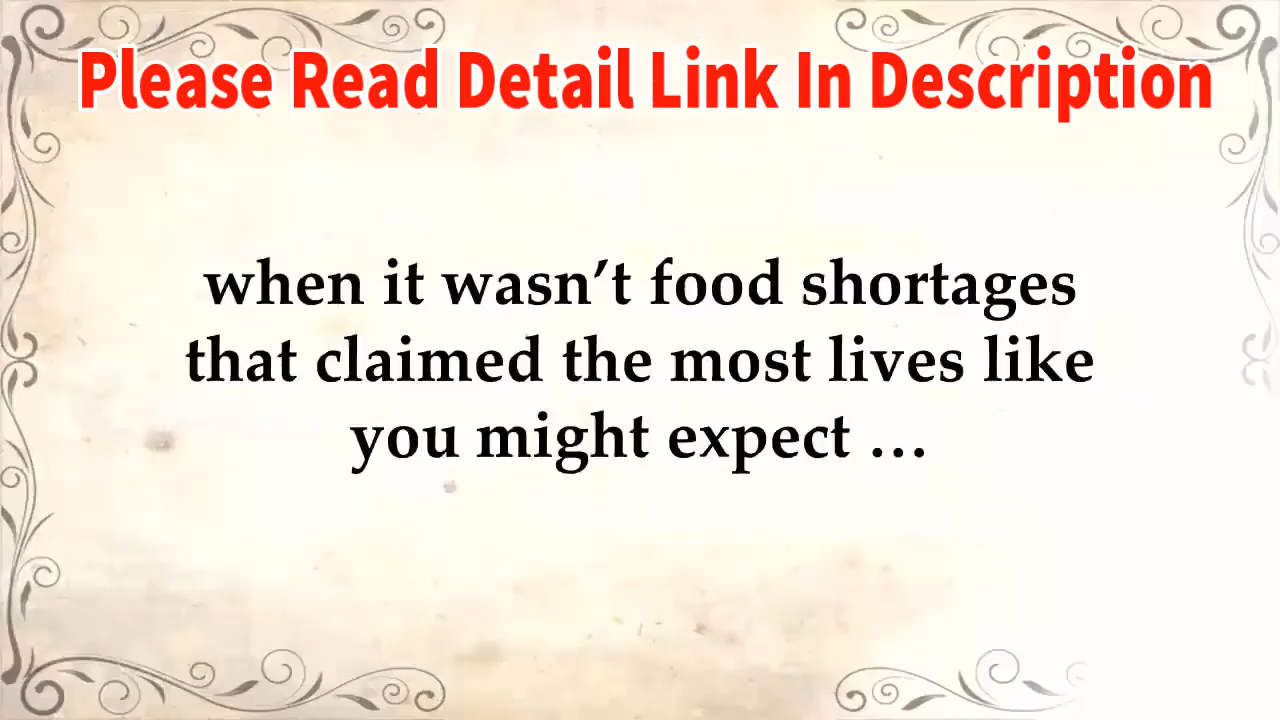 Please Read Detail Link In Description
when it wasn’t food shortages
that claimed the most lives like
you might expect …